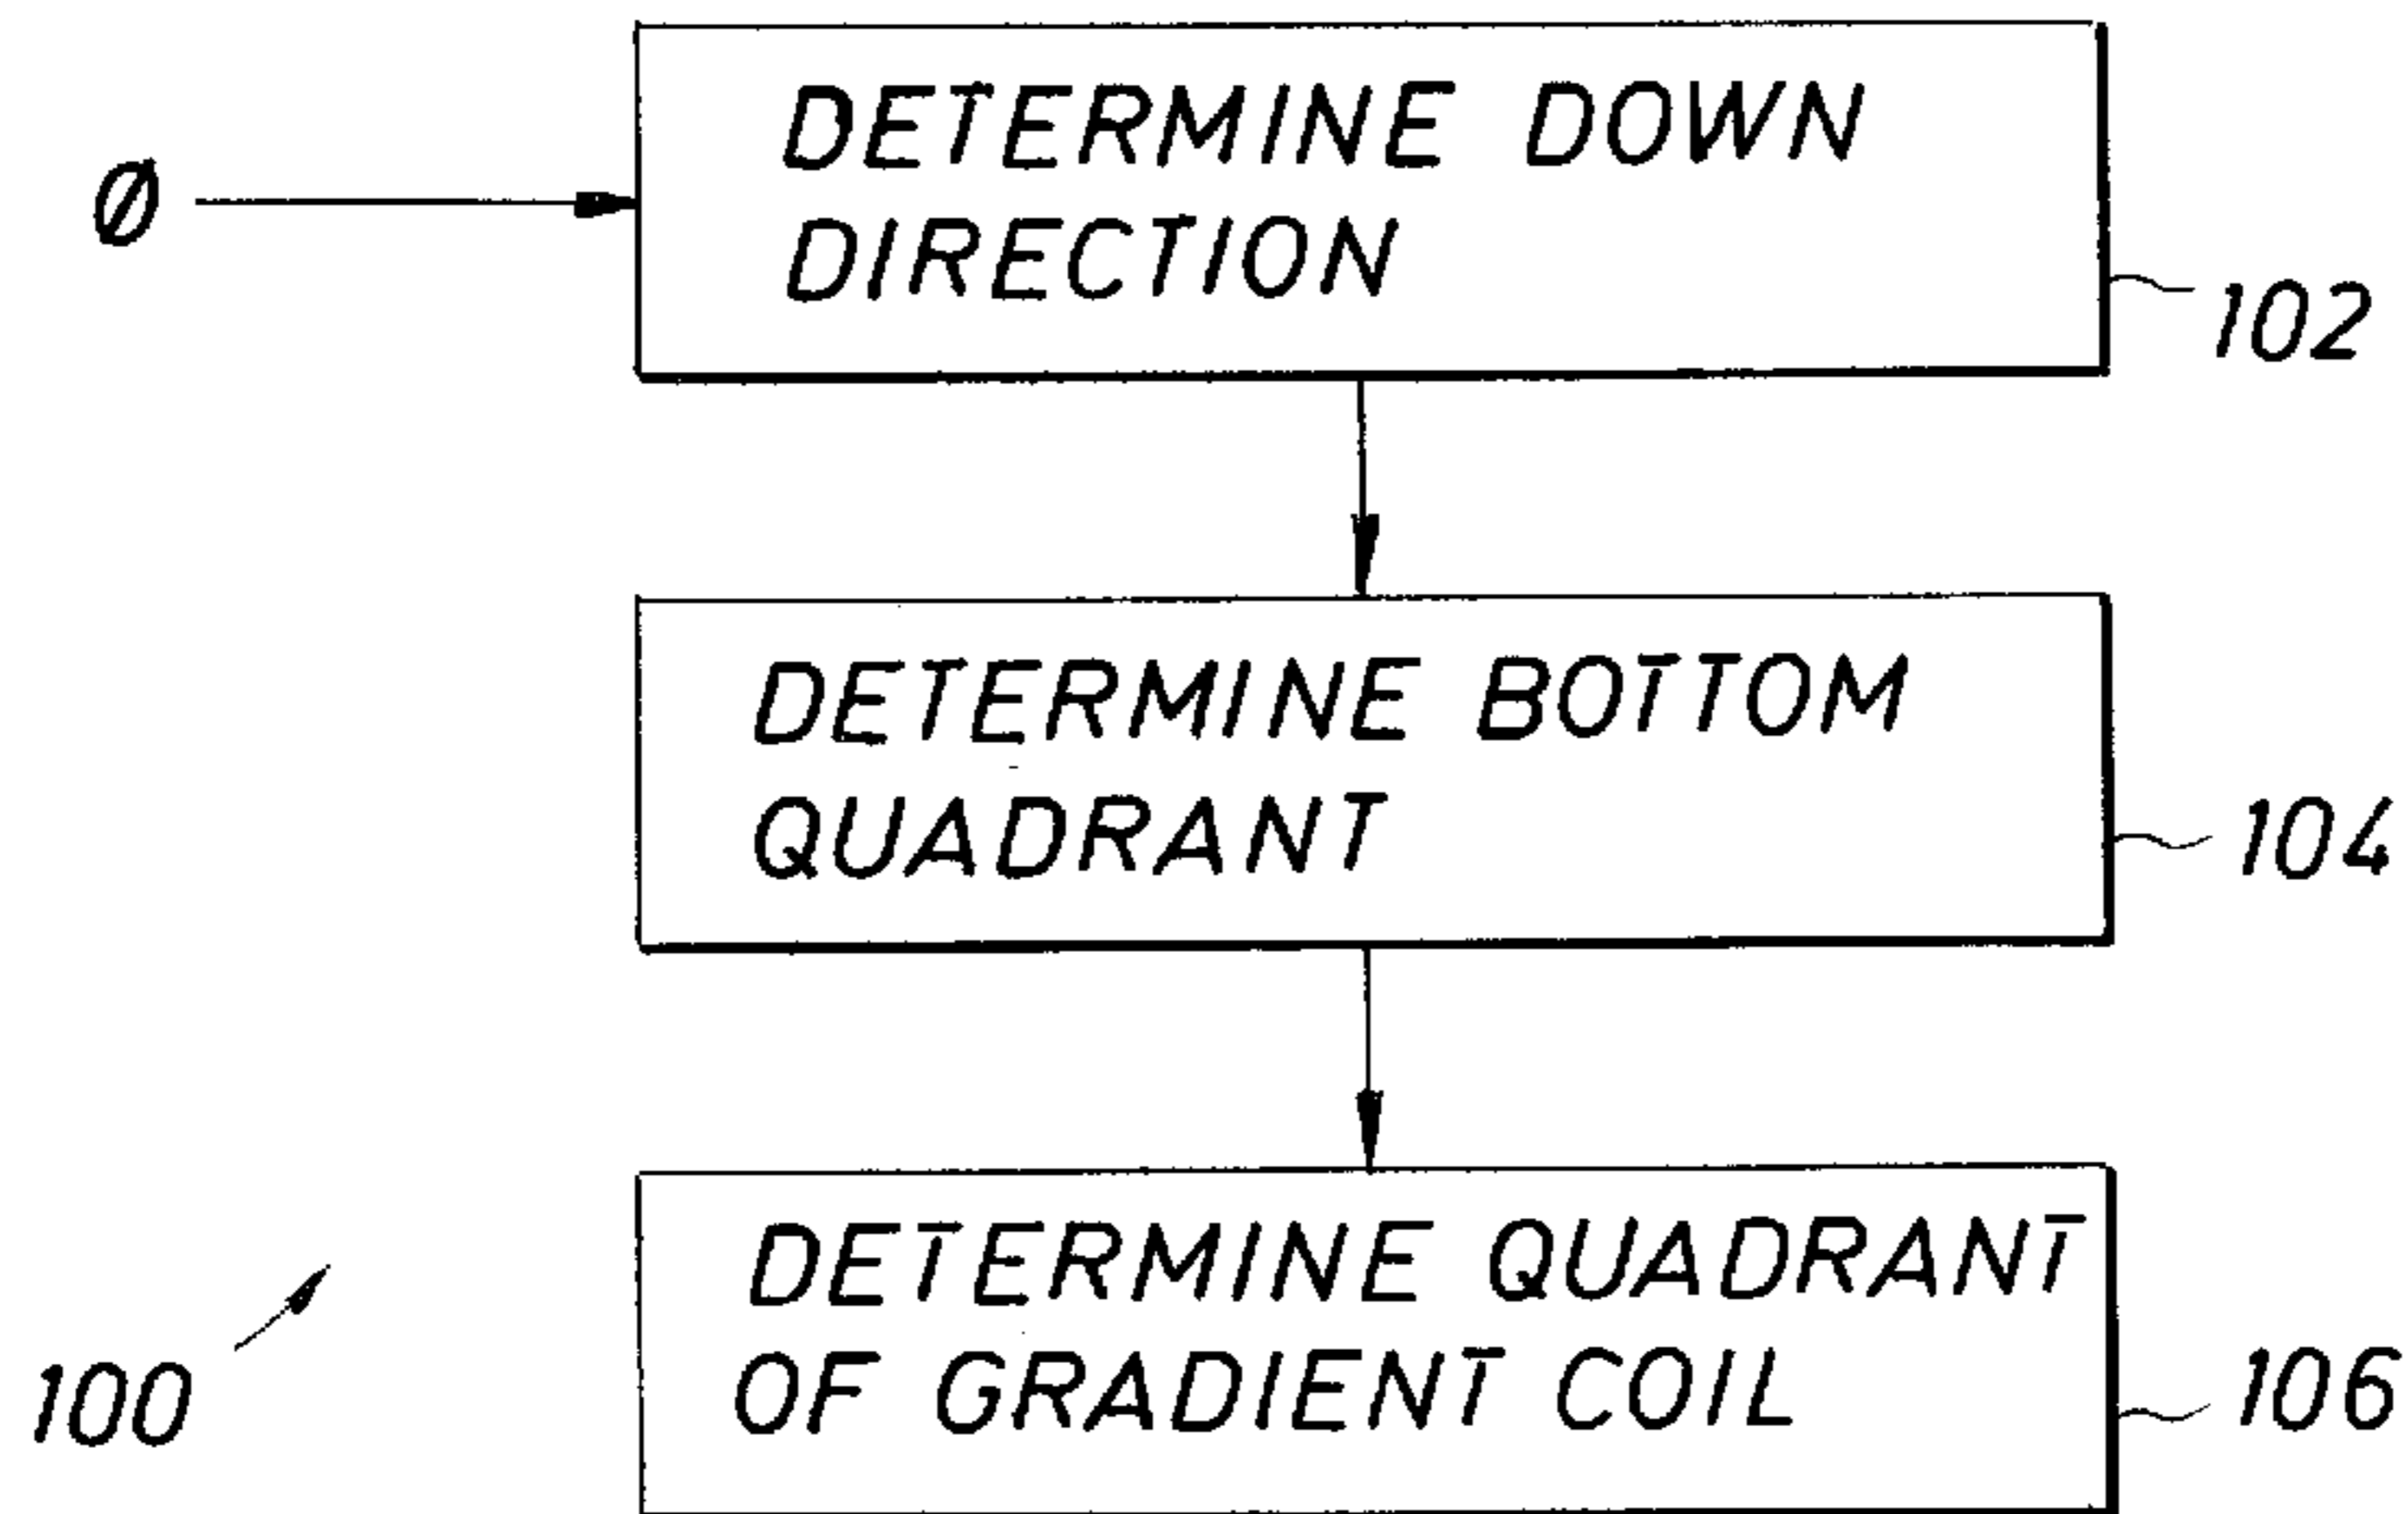 DETERMINE DOWN
DIRECTION
Ø
102
DETERMINE BOTTOM
QUADRANT
104
DETERMINE QUADRANT
OF GRADIENT COIL
106
100